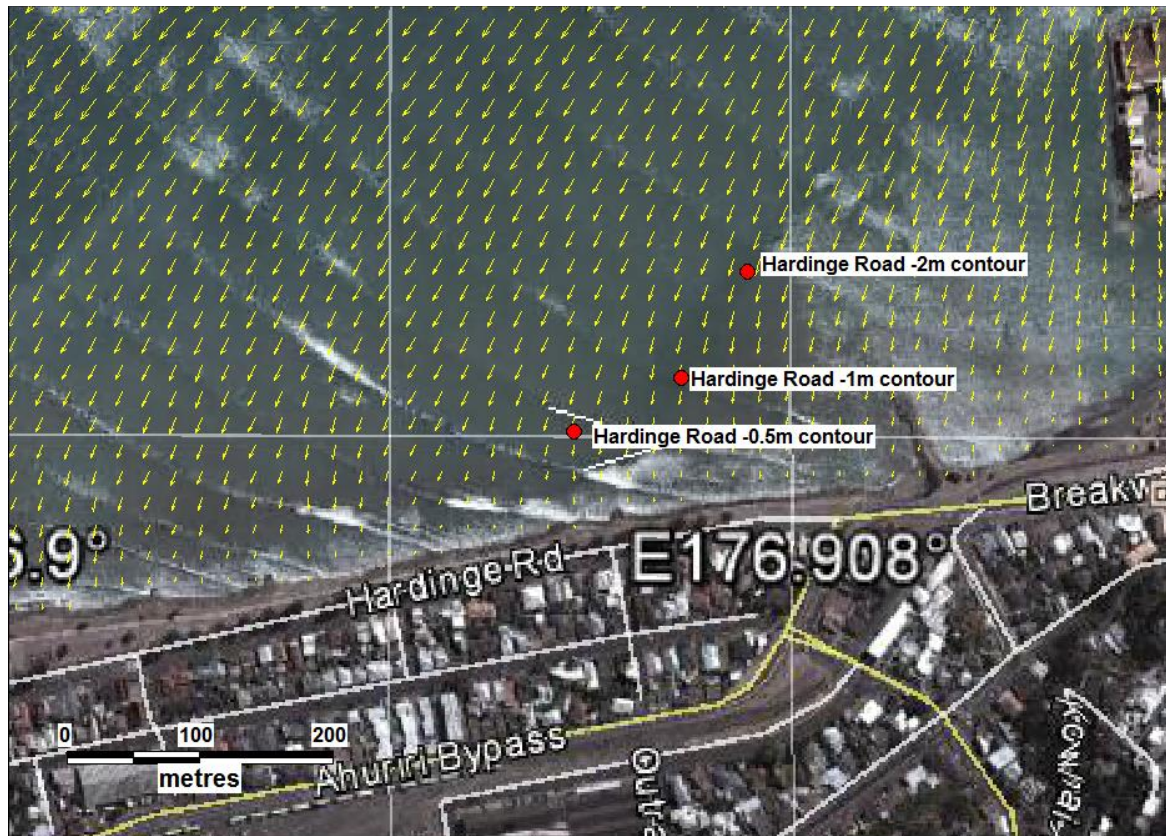 Hardinge Road -2m contour
Hardinge Road -1m contour
Hardinge Road -0.5m contour
6.9°
E176.908°
Hardinge Rd
0 100 200
metres
Ahuriri Bypass